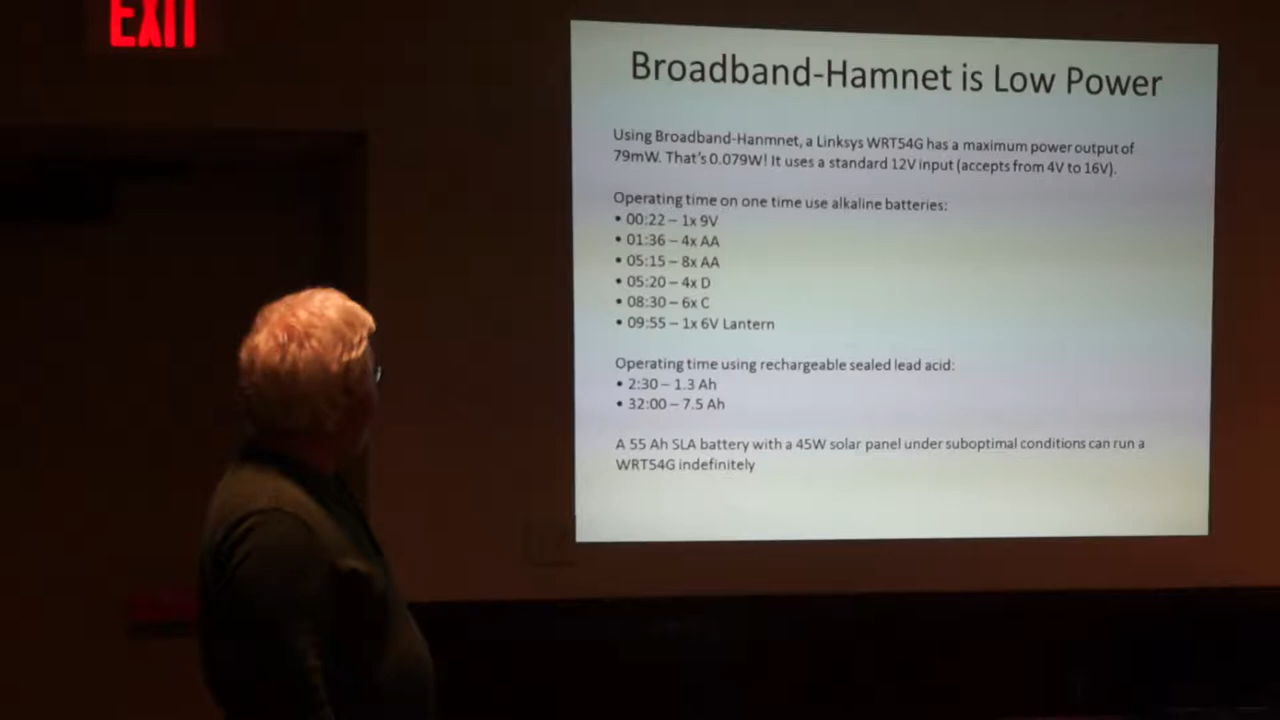 EXIT
Broadband-Hamnet is Low Power
Using Broadband-Hanmnet, a Linksys WRT54G has a maximum power output of
79mW. That's 0.079W! It uses a standard 12V input (accepts from 4V to 16V).
Operating time on one time use alkaline batteries:
• 00:22 – 1x 9V
• 01:36 – 4x AA
• 05:15 – 8x AA
• 05:20 – 4x D
• 08:30 – 6x C
• 09:55 – 1x 6V Lantern
Operating time using rechargeable sealed lead acid:
• 2:30 – 1.3 Ah
• 32:00 – 7.5 Ah
A 55 Ah SLA battery with a 45W solar panel under suboptimal conditions can run a
WRT54G indefinitely